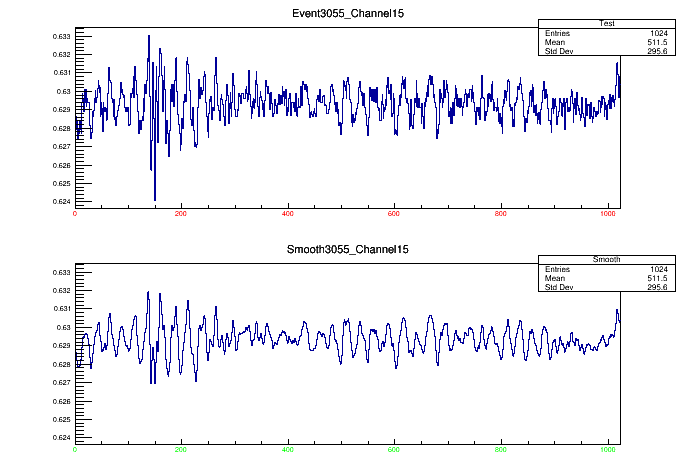 Event3055_Channel15
Test
Entries 1024
Mean 511.5
Std Dev 295.6
0.633
0.632
0.631
0.63
0.629
0.628
0.627
0.626
0.625
0.624
0 200 400 600 800 1000
Smooth3055_Channel15
Smooth
Entries 1024
Mean 511.5
Std Dev 295.6
0.633
0.632
0.631
0.63
0.629
0.628
0.627
0.626
0.625
0.624
0 200 400 600 800 1000